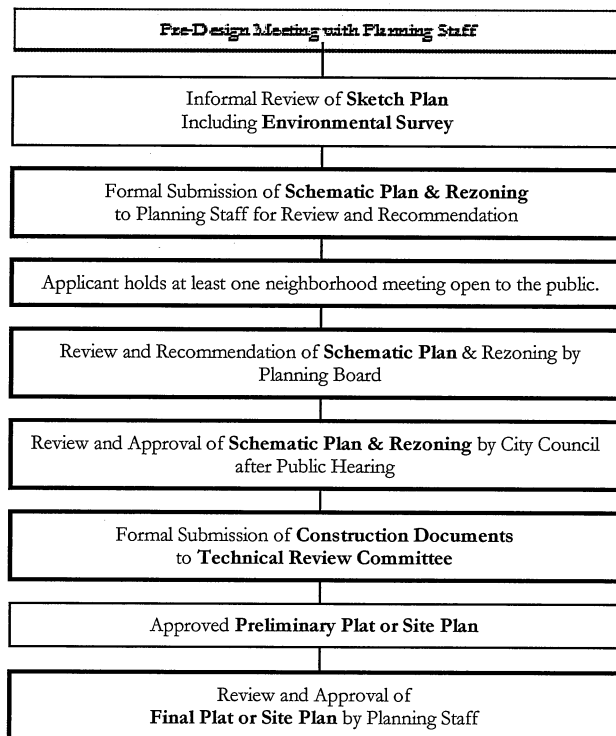 Pre-Design Meeting with Planning Staff
Informal Review of Sketch Plan
Including Environmental Survey
Formal Submission of Schematic Plan & Rezoning
to Planning Staff for Review and Recommendation
Applicant holds at least one neighborhood meeting open to the public.
Review and Recommendation of Schematic Plan & Rezoning by
Planning Board
Review and Approval of Schematic Plan & Rezoning by City Council
after Public Hearing
Formal Submission of Construction Documents
to Technical Review Committee
Approved Preliminary Plat or Site Plan
Review and Approval of
Final Plat or Site Plan by Planning Staff